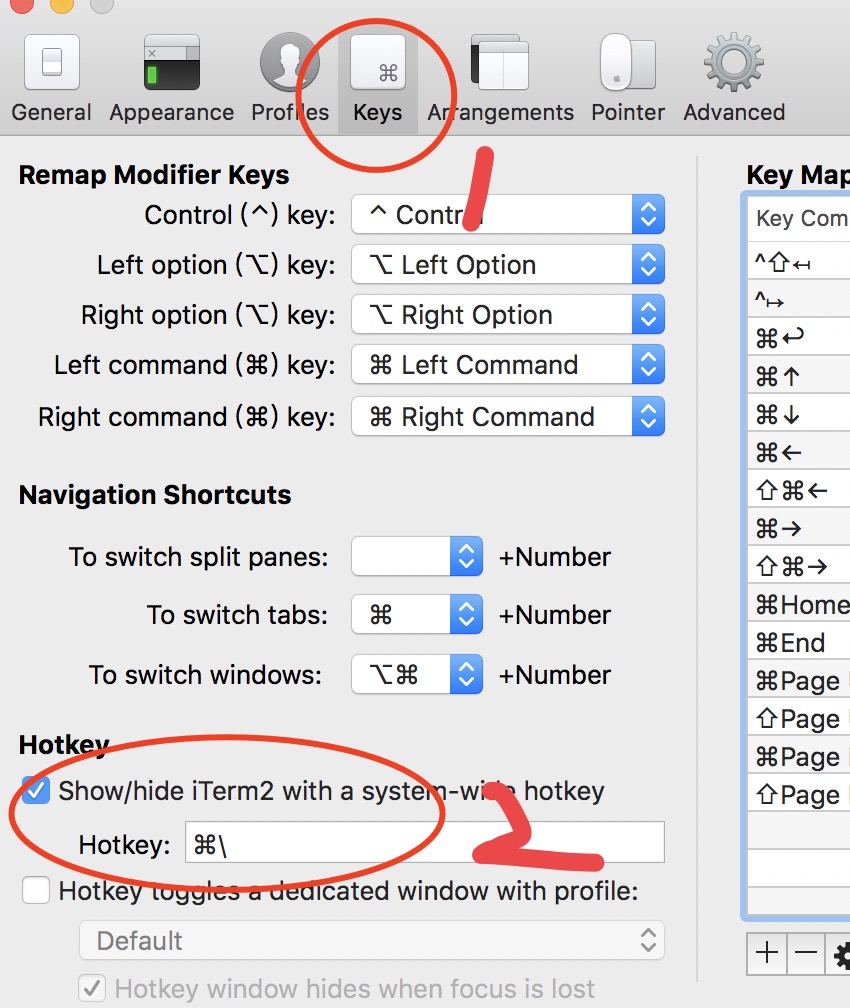 General Appearance Profiles Keys Arrangements Pointer Advanced
Remap Modifier Keys
Control (^) key: ^ Control
Left option (⌥) key: ⌥ Left Option
Right option (⌥) key: ⌥ Right Option
Left command (⌘) key: ⌘ Left Command
Right command (⌘) key: ⌘ Right Command
Navigation Shortcuts
To switch split panes: +Number
To switch tabs: ⌘ +Number
To switch windows: ⌥⌘ +Number
Hotkey
Show/hide iTerm2 with a system-wide hotkey
Hotkey: ⌘\
Hotkey toggles a dedicated window with profile:
Default
Hotkey window hides when focus is lost
Key Map
Key Com
^⇧↤
^↦
⌘↩
⌘↑
⌘↓
⌘←
⇧⌘←
⌘→
⇧⌘→
⌘Home
⌘End
⌘Page
⇧Page
⌘Page
⇧Page
+ −
1
2